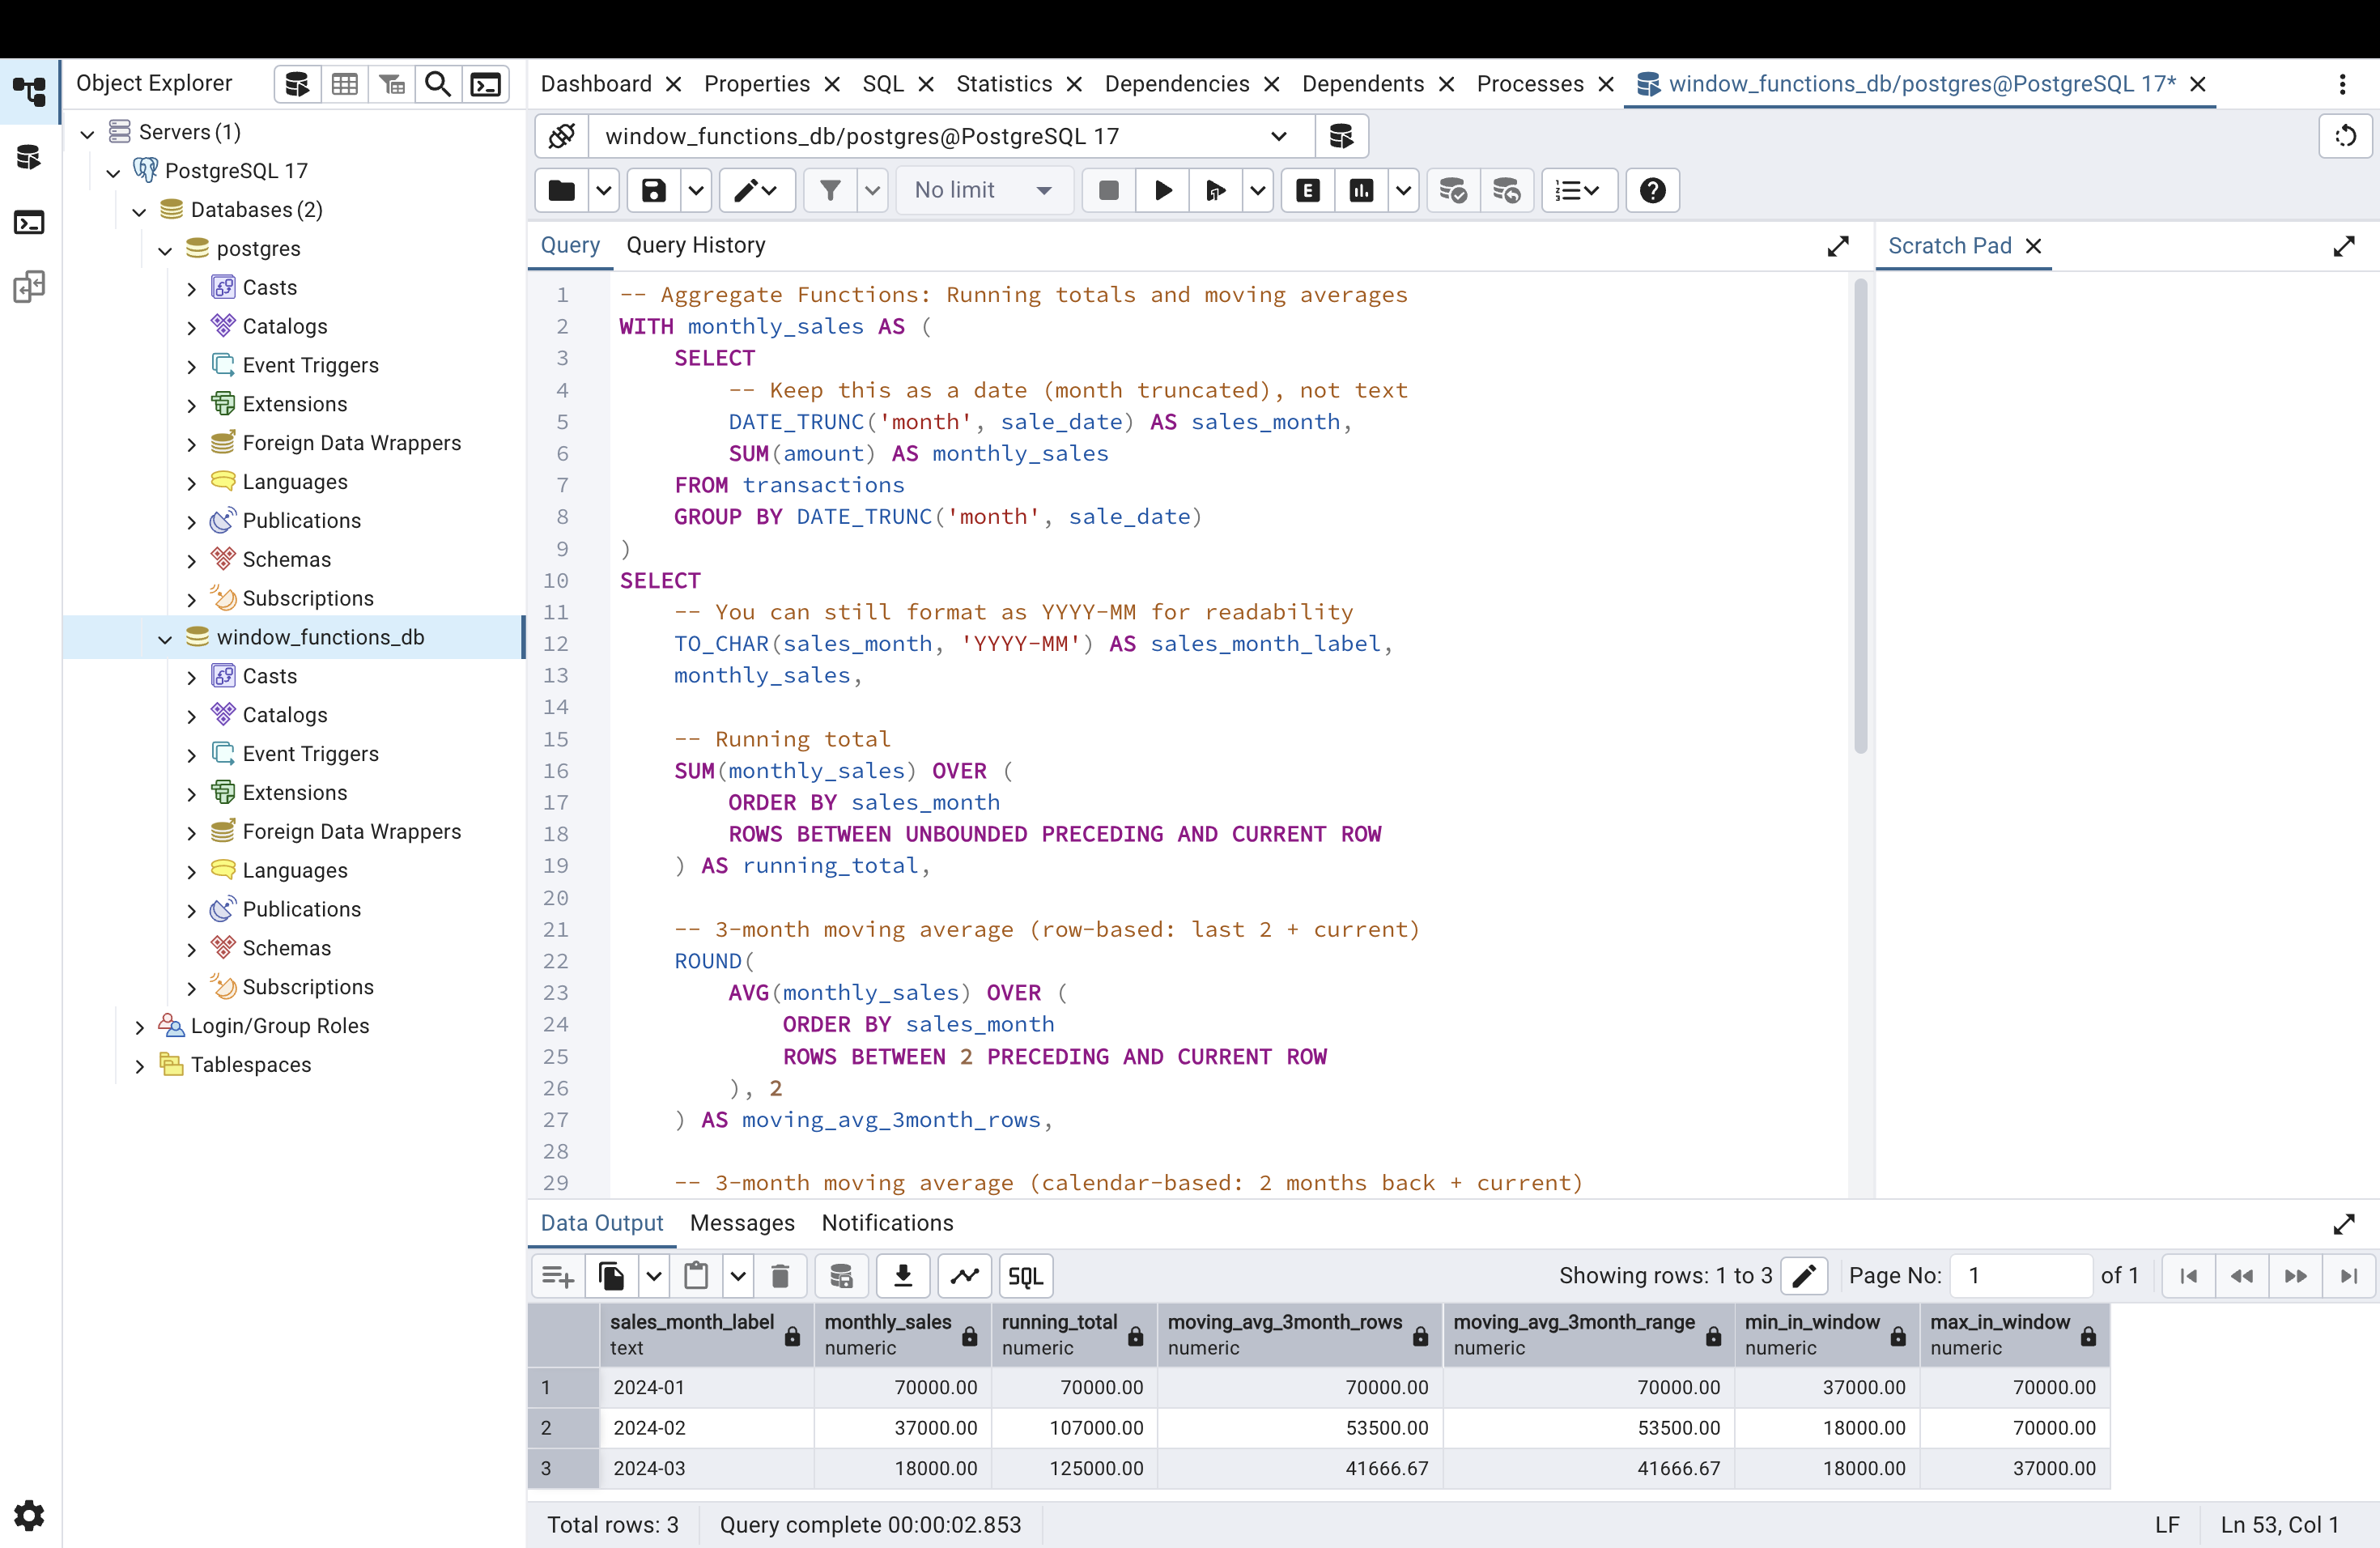 Object Explorer
Dashboard Properties SQL Statistics Dependencies Dependents Processes window_functions_db/postgres@PostgreSQL 17*
Servers (1)
PostgreSQL 17
Databases (2)
postgres
Casts
Catalogs
Event Triggers
Extensions
Foreign Data Wrappers
Languages
Publications
Schemas
Subscriptions
window_functions_db
Casts
Catalogs
Event Triggers
Extensions
Foreign Data Wrappers
Languages
Publications
Schemas
Subscriptions
Login/Group Roles
Tablespaces
window_functions_db/postgres@PostgreSQL 17
No limit
E
Query Query History
Scratch Pad
1 -- Aggregate Functions: Running totals and moving averages
2 WITH monthly_sales AS (
3 SELECT
4 -- Keep this as a date (month truncated), not text
5 DATE_TRUNC('month', sale_date) AS sales_month,
6 SUM(amount) AS monthly_sales
7 FROM transactions
8 GROUP BY DATE_TRUNC('month', sale_date)
9 )
10 SELECT
11 -- You can still format as YYYY-MM for readability
12 TO_CHAR(sales_month, 'YYYY-MM') AS sales_month_label,
13 monthly_sales,
14
15 -- Running total
16 SUM(monthly_sales) OVER (
17 ORDER BY sales_month
18 ROWS BETWEEN UNBOUNDED PRECEDING AND CURRENT ROW
19 ) AS running_total,
20
21 -- 3-month moving average (row-based: last 2 + current)
22 ROUND(
23 AVG(monthly_sales) OVER (
24 ORDER BY sales_month
25 ROWS BETWEEN 2 PRECEDING AND CURRENT ROW
26 ), 2
27 ) AS moving_avg_3month_rows,
28
29 -- 3-month moving average (calendar-based: 2 months back + current)
Data Output Messages Notifications
SQL
Showing rows: 1 to 3 Page No: 1 of 1
sales_month_label monthly_sales running_total moving_avg_3month_rows moving_avg_3month_range min_in_window max_in_window
text numeric numeric numeric numeric numeric numeric
1 2024-01 70000.00 70000.00 70000.00 70000.00 37000.00 70000.00
2 2024-02 37000.00 107000.00 53500.00 53500.00 18000.00 70000.00
3 2024-03 18000.00 125000.00 41666.67 41666.67 18000.00 37000.00
Total rows: 3 Query complete 00:00:02.853 LF Ln 53, Col 1